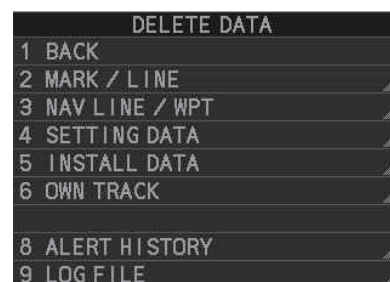 DELETE DATA
1 BACK
2 MARK / LINE
3 NAV LINE / WPT
4 SETTING DATA
5 INSTALL DATA
6 OWN TRACK
8 ALERT HISTORY
9 LOG FILE